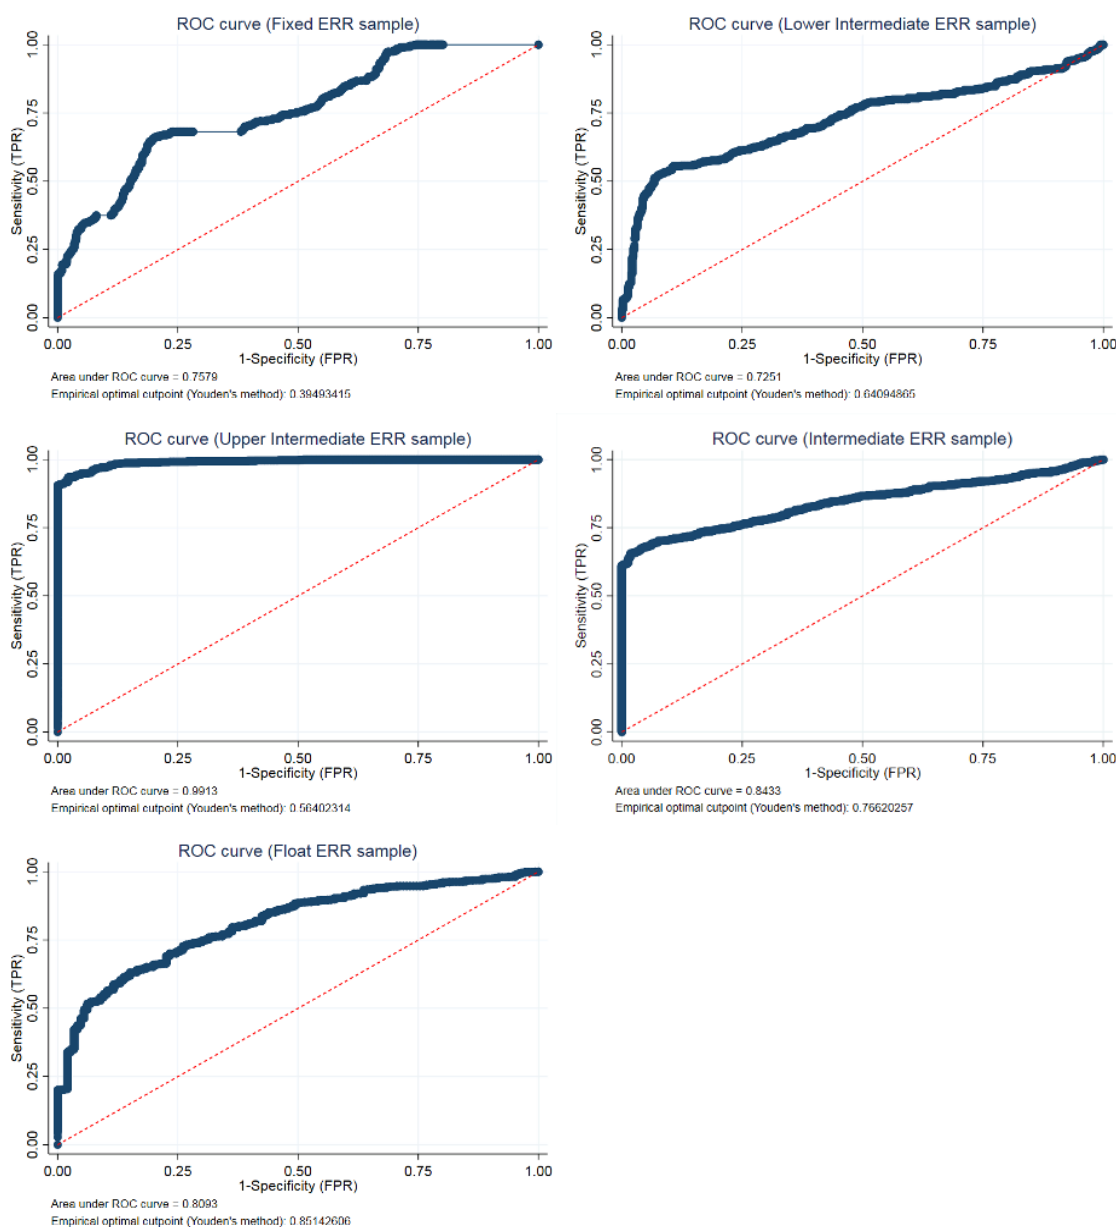 ROC curve (Fixed ERR sample)
Sensitivity (TPR)
1.00
0.75
0.50
0.25
0.00
0.00 0.25 0.50 0.75 1.00
1-Specificity (FPR)
Area under ROC curve = 0.7579
Empirical optimal cutpoint (Youden's method): 0.39493415
ROC curve (Lower Intermediate ERR sample)
Sensitivity (TPR)
1.00
0.75
0.50
0.25
0.00
0.00 0.25 0.50 0.75 1.00
1-Specificity (FPR)
Area under ROC curve = 0.7251
Empirical optimal cutpoint (Youden's method): 0.64094865
ROC curve (Upper Intermediate ERR sample)
Sensitivity (TPR)
1.00
0.75
0.50
0.25
0.00
0.00 0.25 0.50 0.75 1.00
1-Specificity (FPR)
Area under ROC curve = 0.9913
Empirical optimal cutpoint (Youden's method): 0.56402314
ROC curve (Intermediate ERR sample)
Sensitivity (TPR)
1.00
0.75
0.50
0.25
0.00
0.00 0.25 0.50 0.75 1.00
1-Specificity (FPR)
Area under ROC curve = 0.8433
Empirical optimal cutpoint (Youden's method): 0.76620257
ROC curve (Float ERR sample)
Sensitivity (TPR)
1.00
0.75
0.50
0.25
0.00
0.00 0.25 0.50 0.75 1.00
1-Specificity (FPR)
Area under ROC curve = 0.8093
Empirical optimal cutpoint (Youden's method): 0.85142606